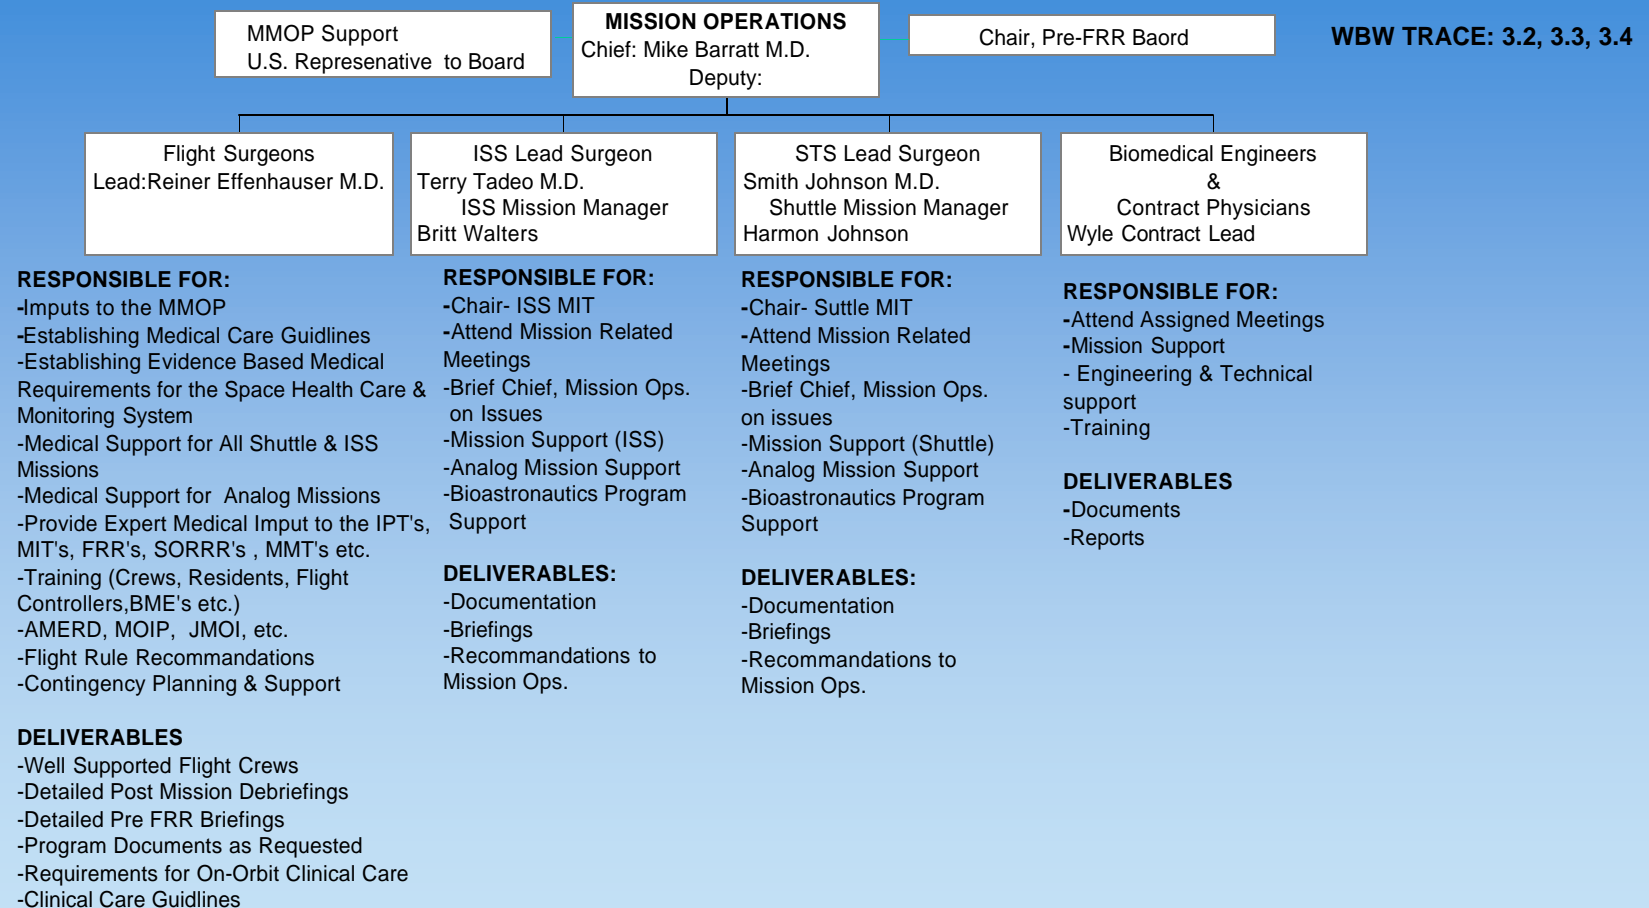 MMOP Support
U.S. Represenative to Board
MISSION OPERATIONS
Chief: Mike Barratt M.D.
Deputy:
Chair, Pre-FRR Baord
WBW TRACE: 3.2, 3.3, 3.4
Flight Surgeons
Lead:Reiner Effenhauser M.D.
ISS Lead Surgeon
Terry Tadeo M.D.
ISS Mission Manager
Britt Walters
STS Lead Surgeon
Smith Johnson M.D.
Shuttle Mission Manager
Harmon Johnson
Biomedical Engineers
&
Contract Physicians
Wyle Contract Lead
RESPONSIBLE FOR:
-Imputs to the MMOP
-Establishing Medical Care Guidlines
-Establishing Evidence Based Medical
Requirements for the Space Health Care &
Monitoring System
-Medical Support for All Shuttle & ISS
Missions
-Medical Support for Analog Missions
-Provide Expert Medical Imput to the IPT's,
MIT's, FRR's, SORRR's , MMT's etc.
-Training (Crews, Residents, Flight
Controllers,BME's etc.)
-AMERD, MOIP, JMOI, etc.
-Flight Rule Recommandations
-Contingency Planning & Support
DELIVERABLES
-Well Supported Flight Crews
-Detailed Post Mission Debriefings
-Detailed Pre FRR Briefings
-Program Documents as Requested
-Requirements for On-Orbit Clinical Care
-Clinical Care Guidlines
RESPONSIBLE FOR:
-Chair- ISS MIT
-Attend Mission Related
Meetings
-Brief Chief, Mission Ops.
on Issues
-Mission Support (ISS)
-Analog Mission Support
-Bioastronautics Program
Support
DELIVERABLES:
-Documentation
-Briefings
-Recommandations to
Mission Ops.
RESPONSIBLE FOR:
-Chair- Suttle MIT
-Attend Mission Related
Meetings
-Brief Chief, Mission Ops.
on issues
-Mission Support (Shuttle)
-Analog Mission Support
-Bioastronautics Program
Support
DELIVERABLES:
-Documentation
-Briefings
-Recommandations to
Mission Ops.
RESPONSIBLE FOR:
-Attend Assigned Meetings
-Mission Support
- Engineering & Technical
support
-Training
DELIVERABLES
-Documents
-Reports